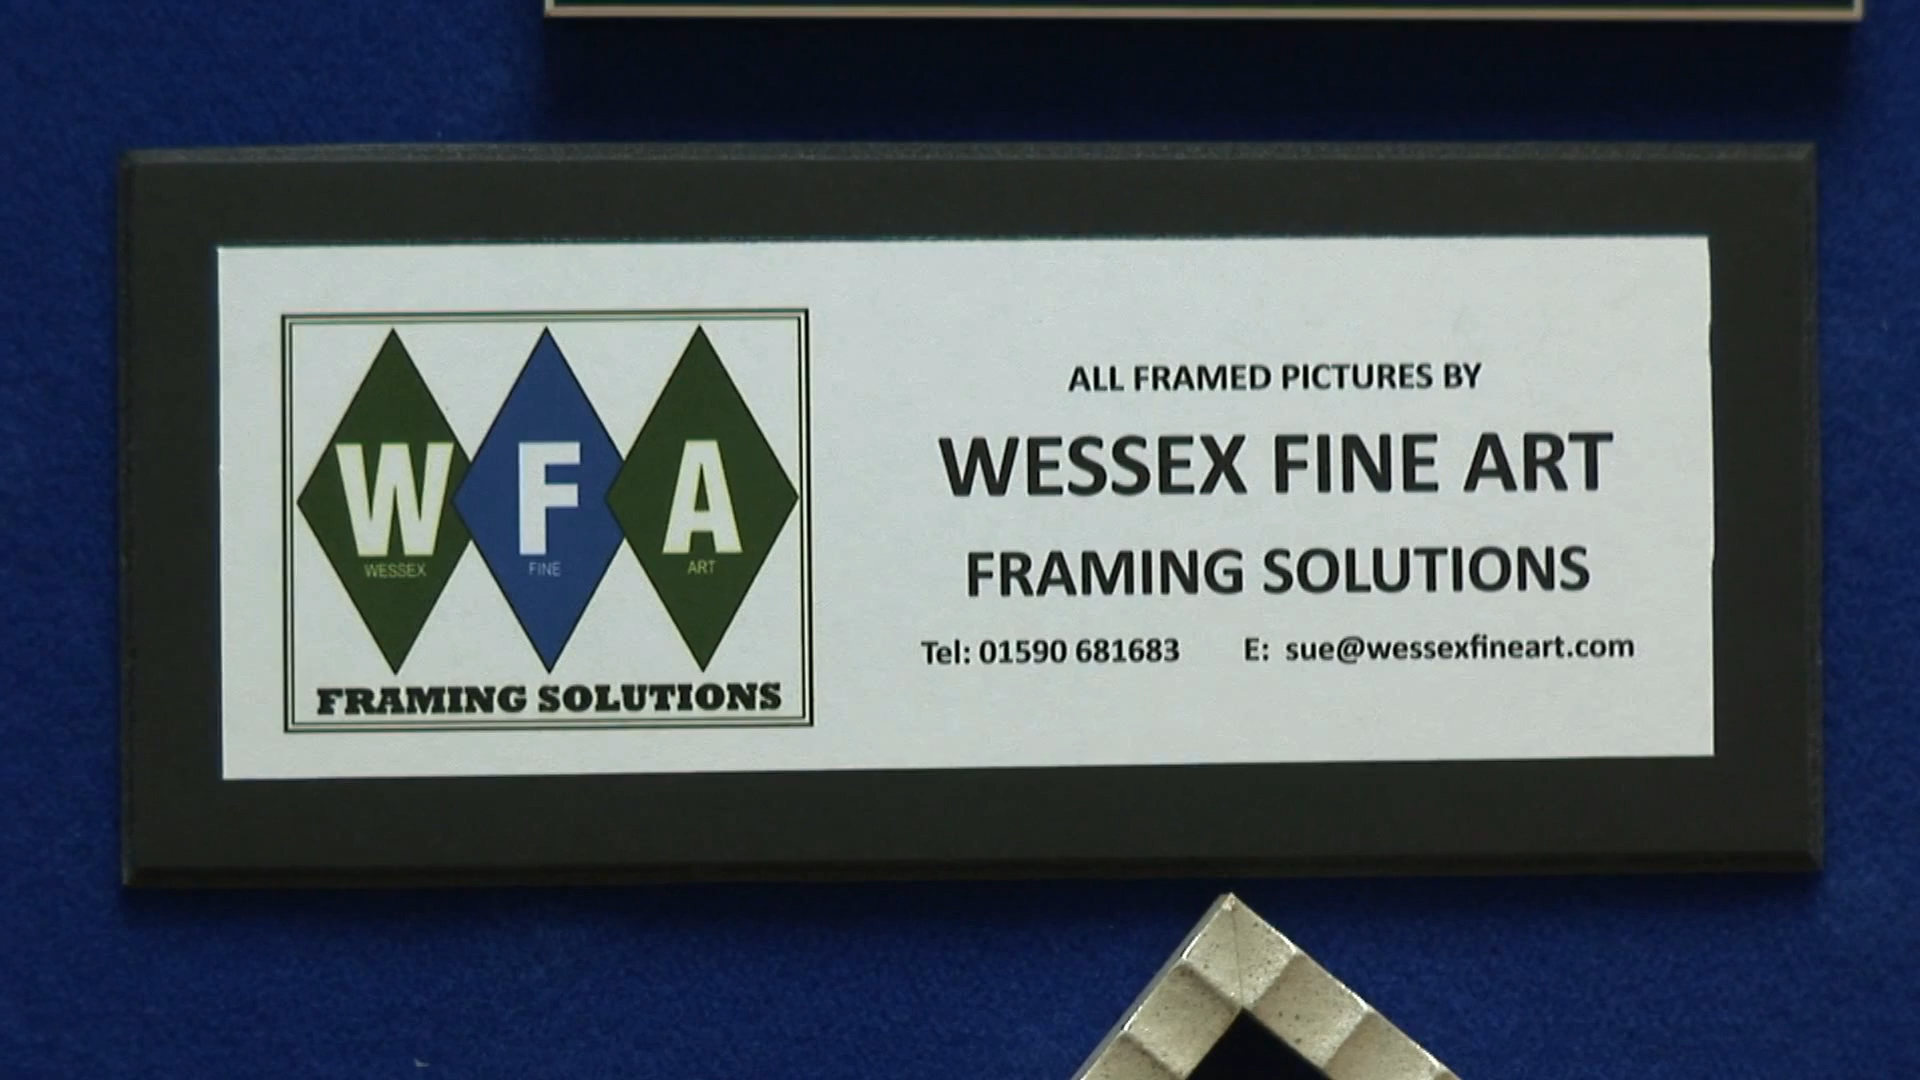 W F A
WESSEX FINE ART
FRAMING SOLUTIONS
ALL FRAMED PICTURES BY
WESSEX FINE ART
FRAMING SOLUTIONS
Tel: 01590 681683 E: sue@wessexfineart.com